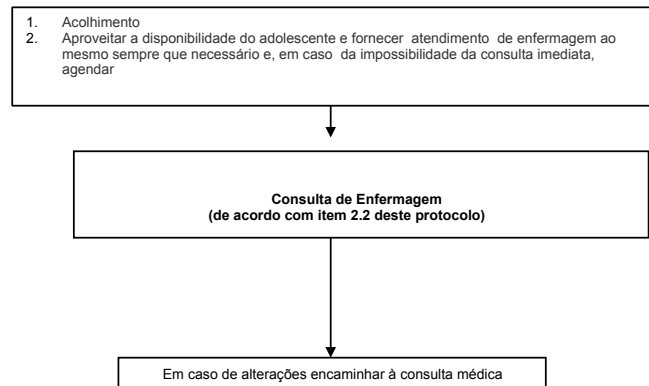 1. Acolhimento
2. Aproveitar a disponibilidade do adolescente e fornecer atendimento de enfermagem ao
mesmo sempre que necessário e, em caso da impossibilidade da consulta imediata,
agendar
Consulta de Enfermagem
(de acordo com item 2.2 deste protocolo)
Em caso de alterações encaminhar à consulta médica